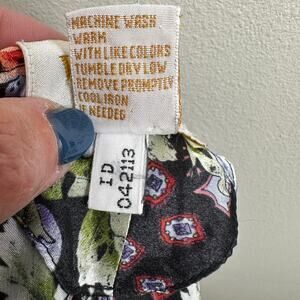 MACHINE WASH
WARM
WITH LIKE COLORS
TUMBLE DRY LOW
REMOVE PROMPTLY
COOL IRON
IF NEEDED
ID
042113